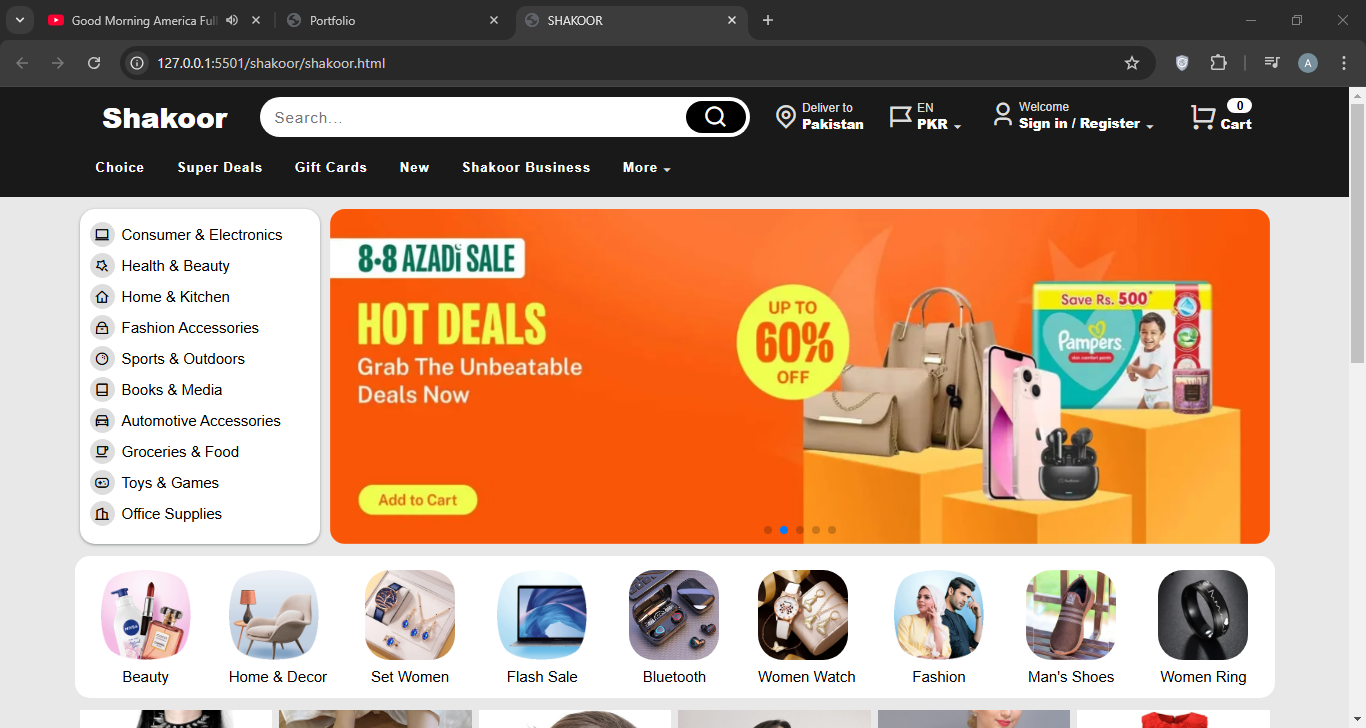 Good Morning America Full
Portfolio
SHAKOOR
127.0.0.1:5501/shakoor/shakoor.html
A
Shakoor
Search...
Deliver to
Pakistan
EN
PKR
Welcome
Sign in / Register
0
Cart
Choice
Super Deals
Gift Cards
New
Shakoor Business
More
Consumer & Electronics
Health & Beauty
Home & Kitchen
Fashion Accessories
Sports & Outdoors
Books & Media
Automotive Accessories
Groceries & Food
Toys & Games
Office Supplies
8•8 AZADi SALE
HOT DEALS
Grab The Unbeatable
Deals Now
Add to Cart
UP TO
60%
OFF
Save Rs. 500*
Pampers
NIVEA
Beauty
Home & Decor
Set Women
Flash Sale
Bluetooth
Women Watch
Fashion
Man's Shoes
Women Ring